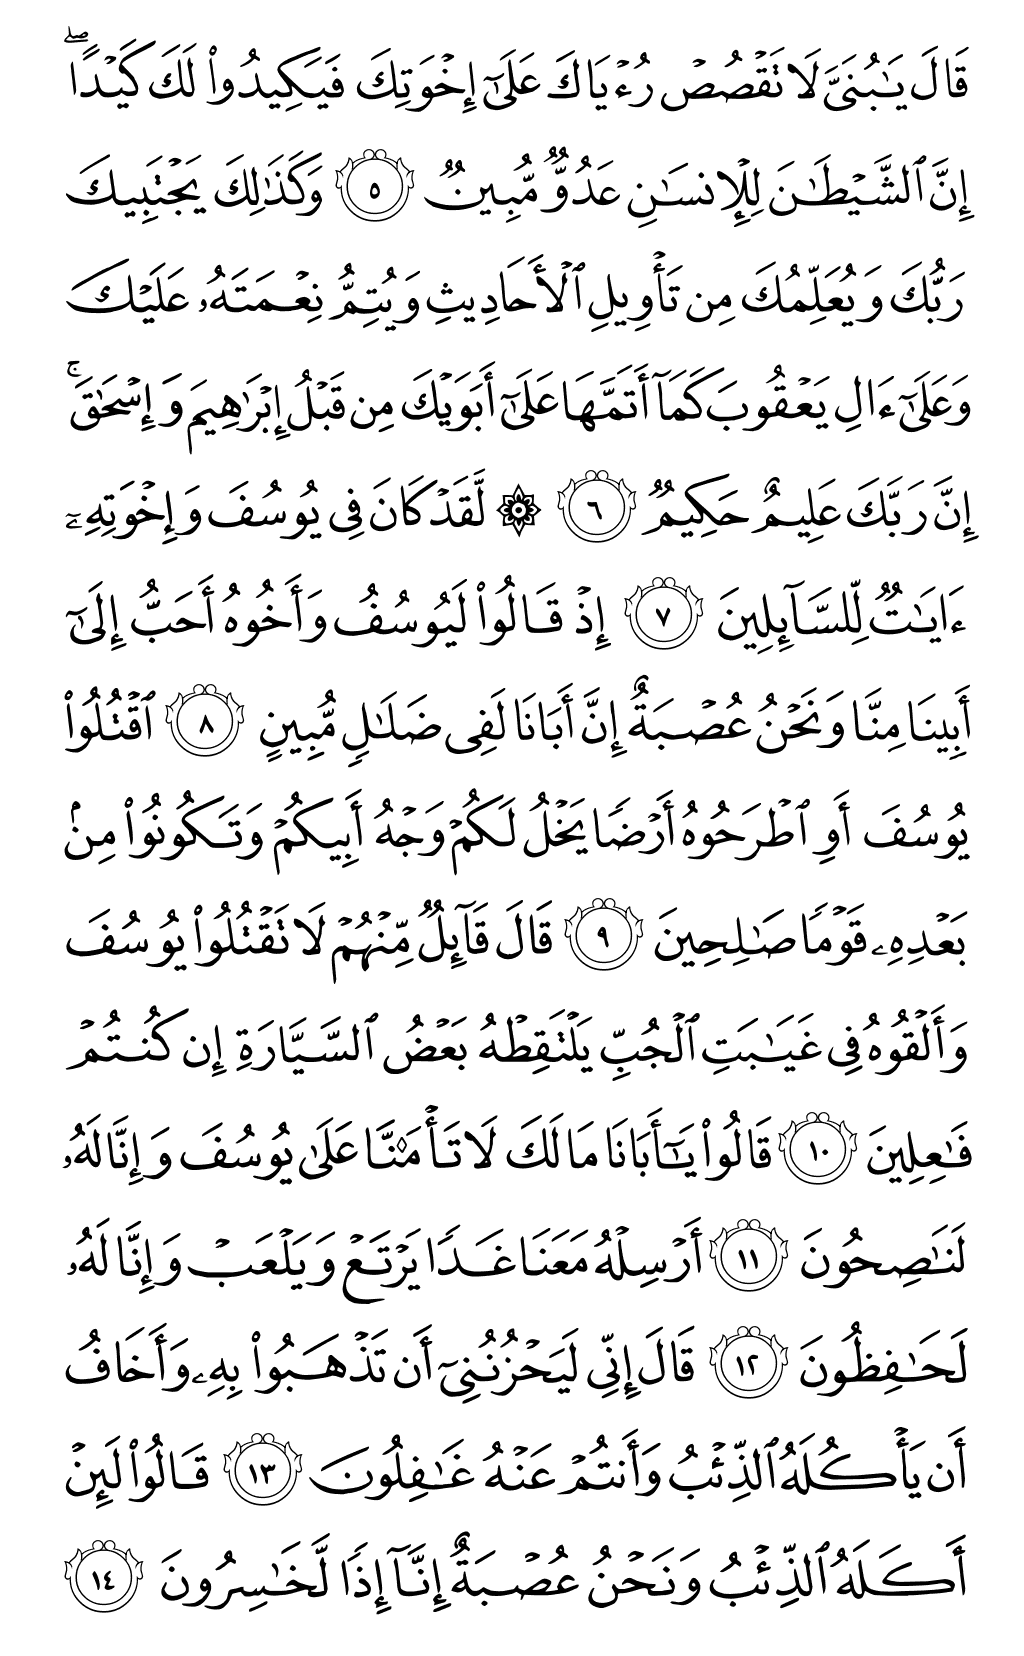 قَالَ يَٰبُنَيَّ لَا تَقۡصُصۡ رُءۡيَاكَ عَلَىٰٓ إِخۡوَتِكَ فَيَكِيدُواْ لَكَ كَيۡدًاۖ
إِنَّ ٱلشَّيۡطَٰنَ لِلۡإِنسَٰنِ عَدُوّٞ مُّبِينٞ ٥ وَكَذَٰلِكَ يَجۡتَبِيكَ
رَبُّكَ وَيُعَلِّمُكَ مِن تَأۡوِيلِ ٱلۡأَحَادِيثِ وَيُتِمُّ نِعۡمَتَهُۥ عَلَيۡكَ
وَعَلَىٰٓ ءَالِ يَعۡقُوبَ كَمَآ أَتَمَّهَا عَلَىٰٓ أَبَوَيۡكَ مِن قَبۡلُ إِبۡرَٰهِيمَ وَإِسۡحَٰقَۚ
إِنَّ رَبَّكَ عَلِيمٌ حَكِيمٞ ٦ ۞ لَّقَدۡ كَانَ فِي يُوسُفَ وَإِخۡوَتِهِۦٓ
ءَايَٰتٞ لِّلسَّآئِلِينَ ٧ إِذۡ قَالُواْ لَيُوسُفُ وَأَخُوهُ أَحَبُّ إِلَىٰٓ
أَبِينَا مِنَّا وَنَحۡنُ عُصۡبَةٌ إِنَّ أَبَانَا لَفِي ضَلَٰلٖ مُّبِينٍ ٨ ٱقۡتُلُواْ
يُوسُفَ أَوِ ٱطۡرَحُوهُ أَرۡضٗا يَخۡلُ لَكُمۡ وَجۡهُ أَبِيكُمۡ وَتَكُونُواْ مِنۢ
بَعۡدِهِۦ قَوۡمٗا صَٰلِحِينَ ٩ قَالَ قَآئِلٞ مِّنۡهُمۡ لَا تَقۡتُلُواْ يُوسُفَ
وَأَلۡقُوهُ فِي غَيَٰبَتِ ٱلۡجُبِّ يَلۡتَقِطۡهُ بَعۡضُ ٱلسَّيَّارَةِ إِن كُنتُمۡ
فَٰعِلِينَ ١٠ قَالُواْ يَٰٓأَبَانَا مَا لَكَ لَا تَأۡمَ۬نَّا عَلَىٰ يُوسُفَ وَإِنَّا لَهُۥ
لَنَٰصِحُونَ ١١ أَرۡسِلۡهُ مَعَنَا غَدٗا يَرۡتَعۡ وَيَلۡعَبۡ وَإِنَّا لَهُۥ
لَحَٰفِظُونَ ١٢ قَالَ إِنِّي لَيَحۡزُنُنِيٓ أَن تَذۡهَبُواْ بِهِۦ وَأَخَافُ
أَن يَأۡكُلَهُ ٱلذِّئۡبُ وَأَنتُمۡ عَنۡهُ غَٰفِلُونَ ١٣ قَالُواْ لَئِنۡ
أَكَلَهُ ٱلذِّئۡبُ وَنَحۡنُ عُصۡبَةٌ إِنَّآ إِذٗا لَّخَٰسِرُونَ ١٤